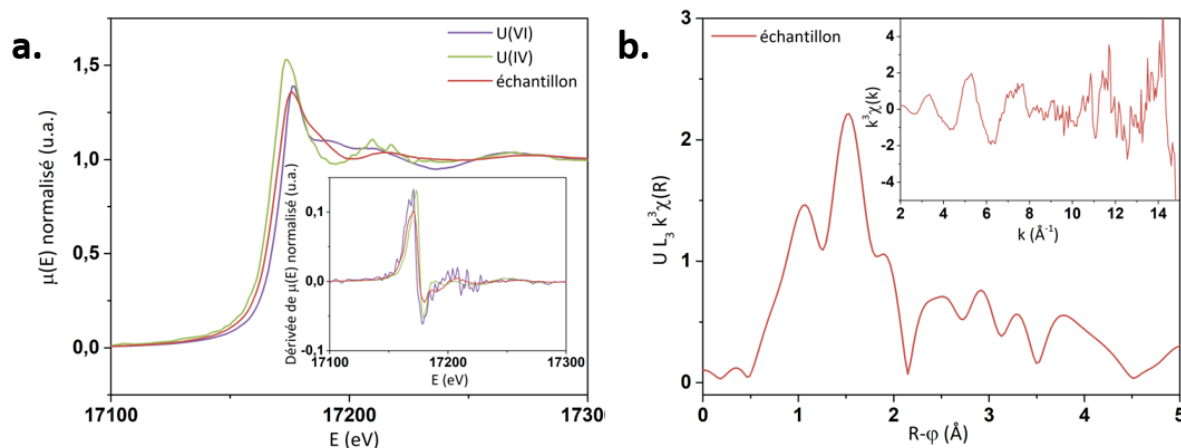 a.
U(VI)
U(IV)
échantillon
1,5
1,0
0,5
0,0
μ(E) normalisé (u.a.)
17100
17200
17300
E (eV)
Dérivée de μ(E) normalisé (u.a.)
0,1
0,0
-0,1
17100
17200
17300
E (eV)
b.
échantillon
3
2
1
0
U L₃ k³χ(R)
0
1
2
3
4
5
R-φ (Å)
k³χ(k)
4
2
0
-2
-4
2
4
6
8
10
12
14
k (Å⁻¹)